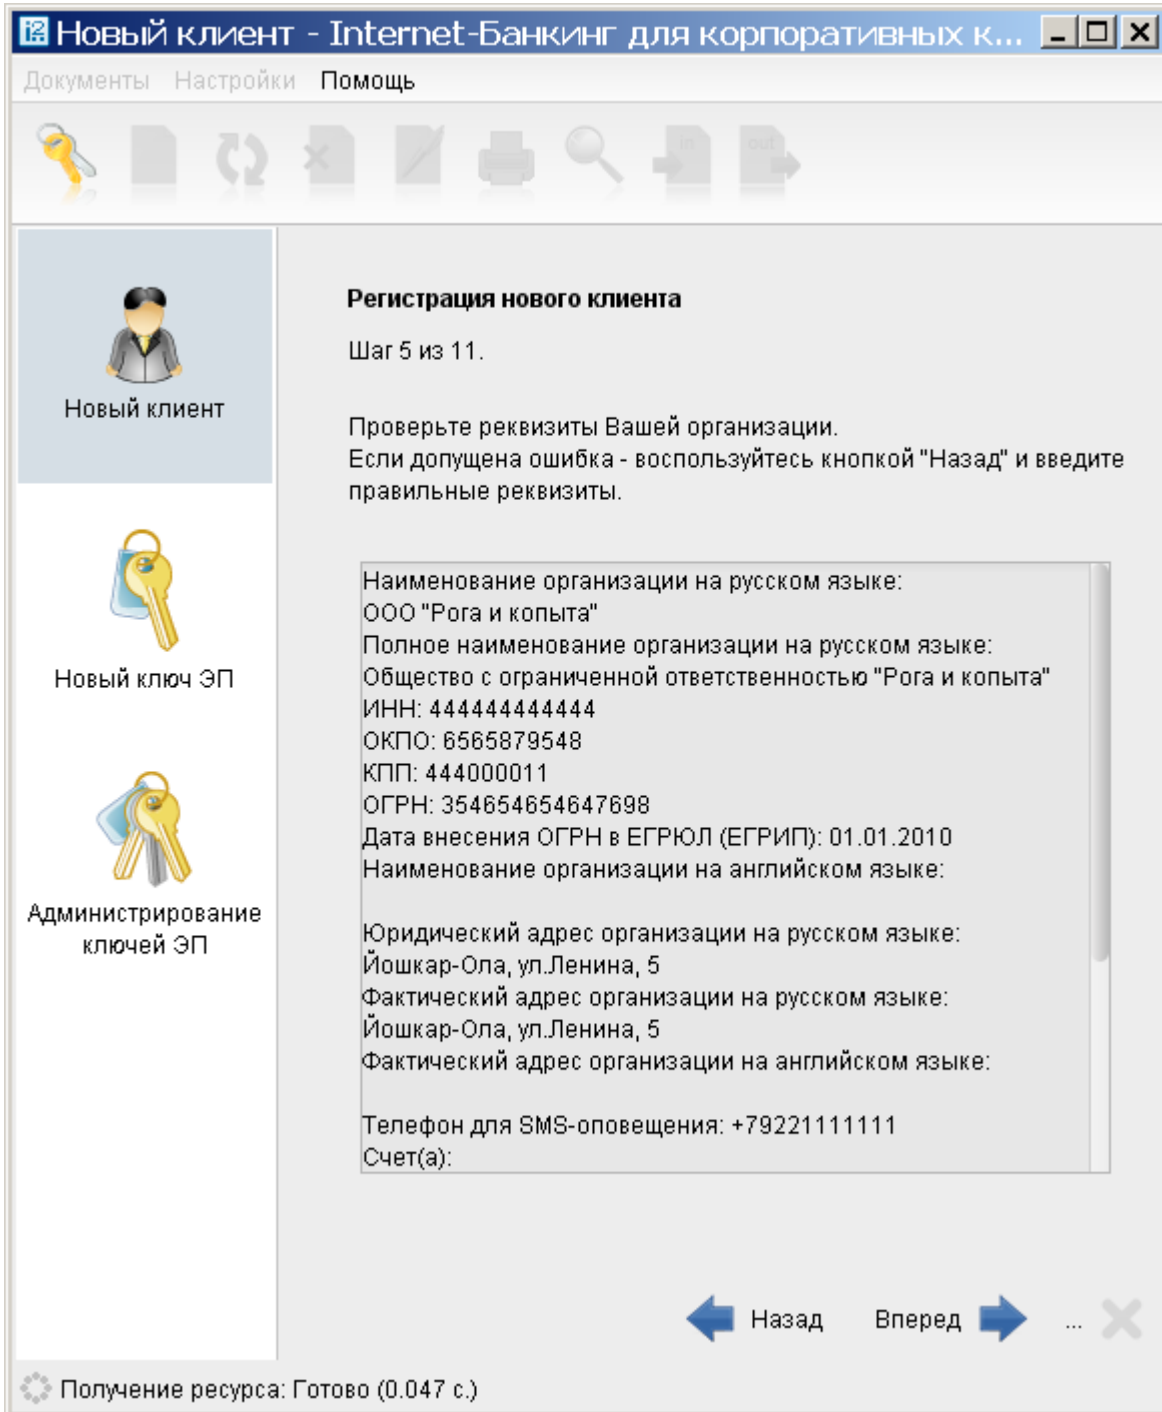 Новый клиент - Internet-Банкинг для корпоративных к...
Документы Настройки Помощь
in out
Новый клиент
Новый ключ ЭП
Администрирование
ключей ЭП
Регистрация нового клиента
Шаг 5 из 11.
Проверьте реквизиты Вашей организации.
Если допущена ошибка - воспользуйтесь кнопкой "Назад" и введите
правильные реквизиты.
Наименование организации на русском языке:
ООО "Рога и копыта"
Полное наименование организации на русском языке:
Общество с ограниченной ответственностью "Рога и копыта"
ИНН: 444444444444
ОКПО: 6565879548
КПП: 444000011
ОГРН: 354654654647698
Дата внесения ОГРН в ЕГРЮЛ (ЕГРИП): 01.01.2010
Наименование организации на английском языке:
Юридический адрес организации на русском языке:
Йошкар-Ола, ул.Ленина, 5
Фактический адрес организации на русском языке:
Йошкар-Ола, ул.Ленина, 5
Фактический адрес организации на английском языке:
Телефон для SMS-оповещения: +79221111111
Счет(а):
Назад Вперед ...
Получение ресурса: Готово (0.047 с.)